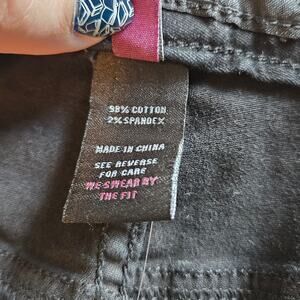 98% COTTON
2% SPANDEX
MADE IN CHINA
SEE REVERSE
FOR CARE
WE SWEAR BY
THE FIT